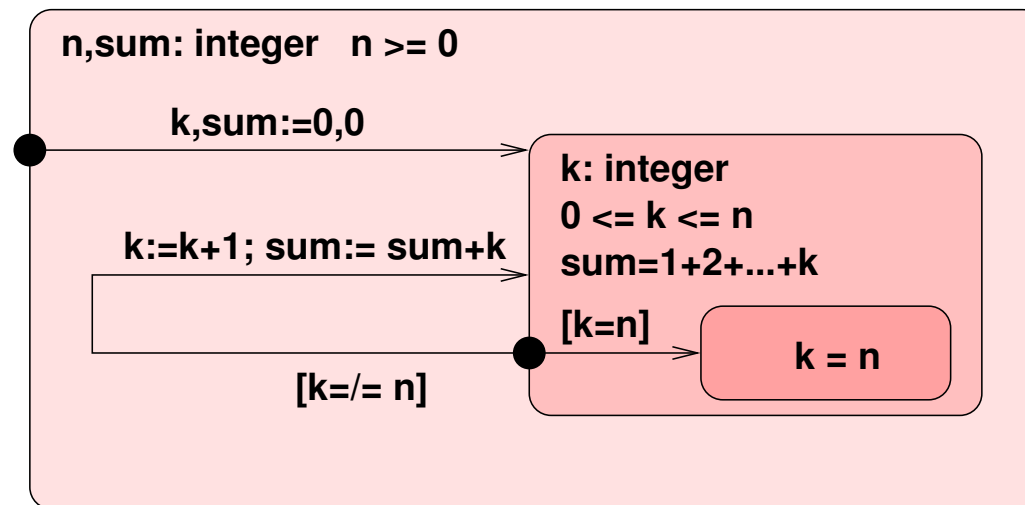 n,sum: integer n >= 0
k,sum:=0,0
k: integer
0 <= k <= n
sum=1+2+...+k
k:=k+1; sum:= sum+k
[k=n]
k = n
[k=/= n]